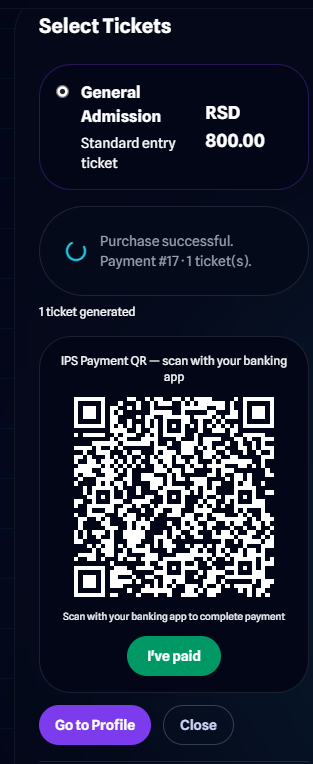 Select Tickets
General
Admission
Standard entry
ticket
RSD
800.00
Purchase successful.
Payment #17 · 1 ticket(s).
1 ticket generated
IPS Payment QR — scan with your banking
app
Scan with your banking app to complete payment
I've paid
Go to Profile
Close